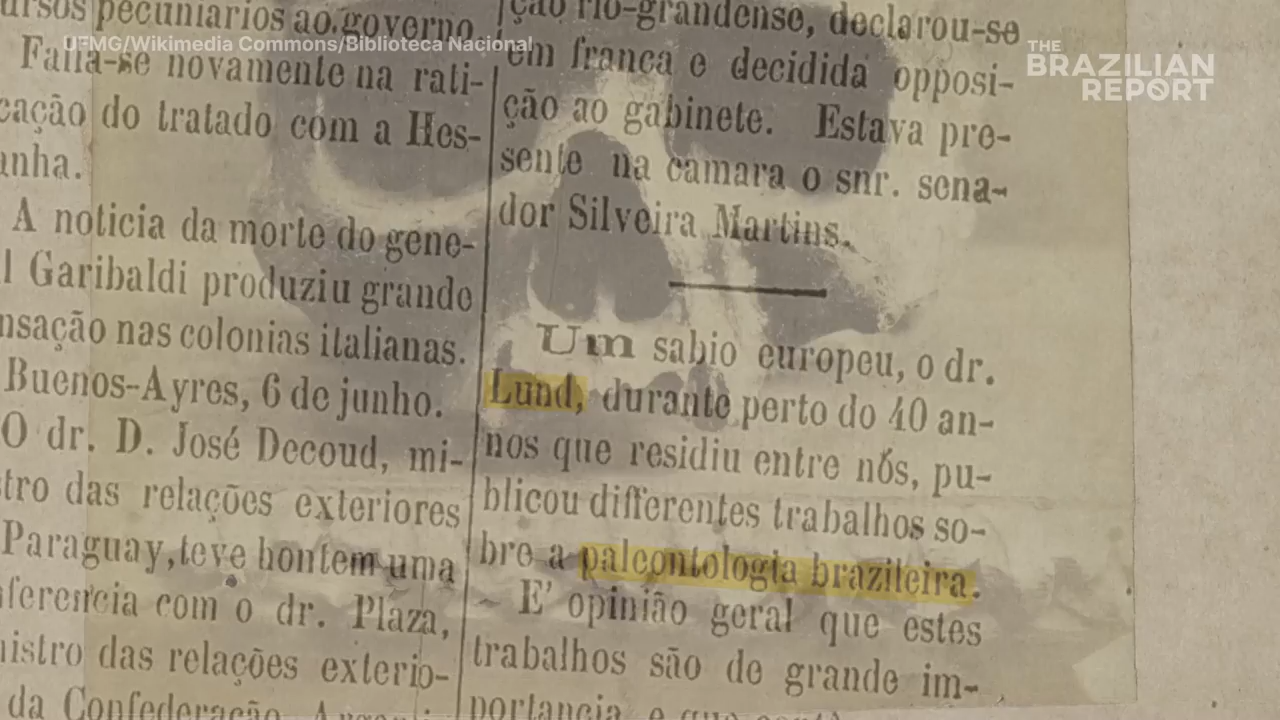 UFMG/Wikimedia Commons/Biblioteca Nacional
THE
BRAZILIAN
REPORT
pecuniarios ao governo
Falla-se novamente na rati-
cação do tratado com a Hes-
anha.
A noticia da morte do gene-
l Garibaldi produziu grande
nsação nas colonias italianas.
Buenos-Ayres, 6 de junho.
O dr. D. José Decoud, mi-
stro das relações exteriores
Paraguay, teve hontem uma
ferencia com o dr. Plaza,
nistro das relações exterio-
da Confederação
ção rio-grandense, declarou-se
em franca e decidida opposi-
ção ao gabinete. Estava pre-
sente na camara o snr. sena-
dor Silveira Martins.
Um sabio europeu, o dr.
Lund, durante perto do 40 an-
nos que residiu entre nós, pu-
blicou differentes trabalhos so-
bre a paleontologia brazileira.
E' opinião geral que estes
trabalhos são de grande im-
portancia e que